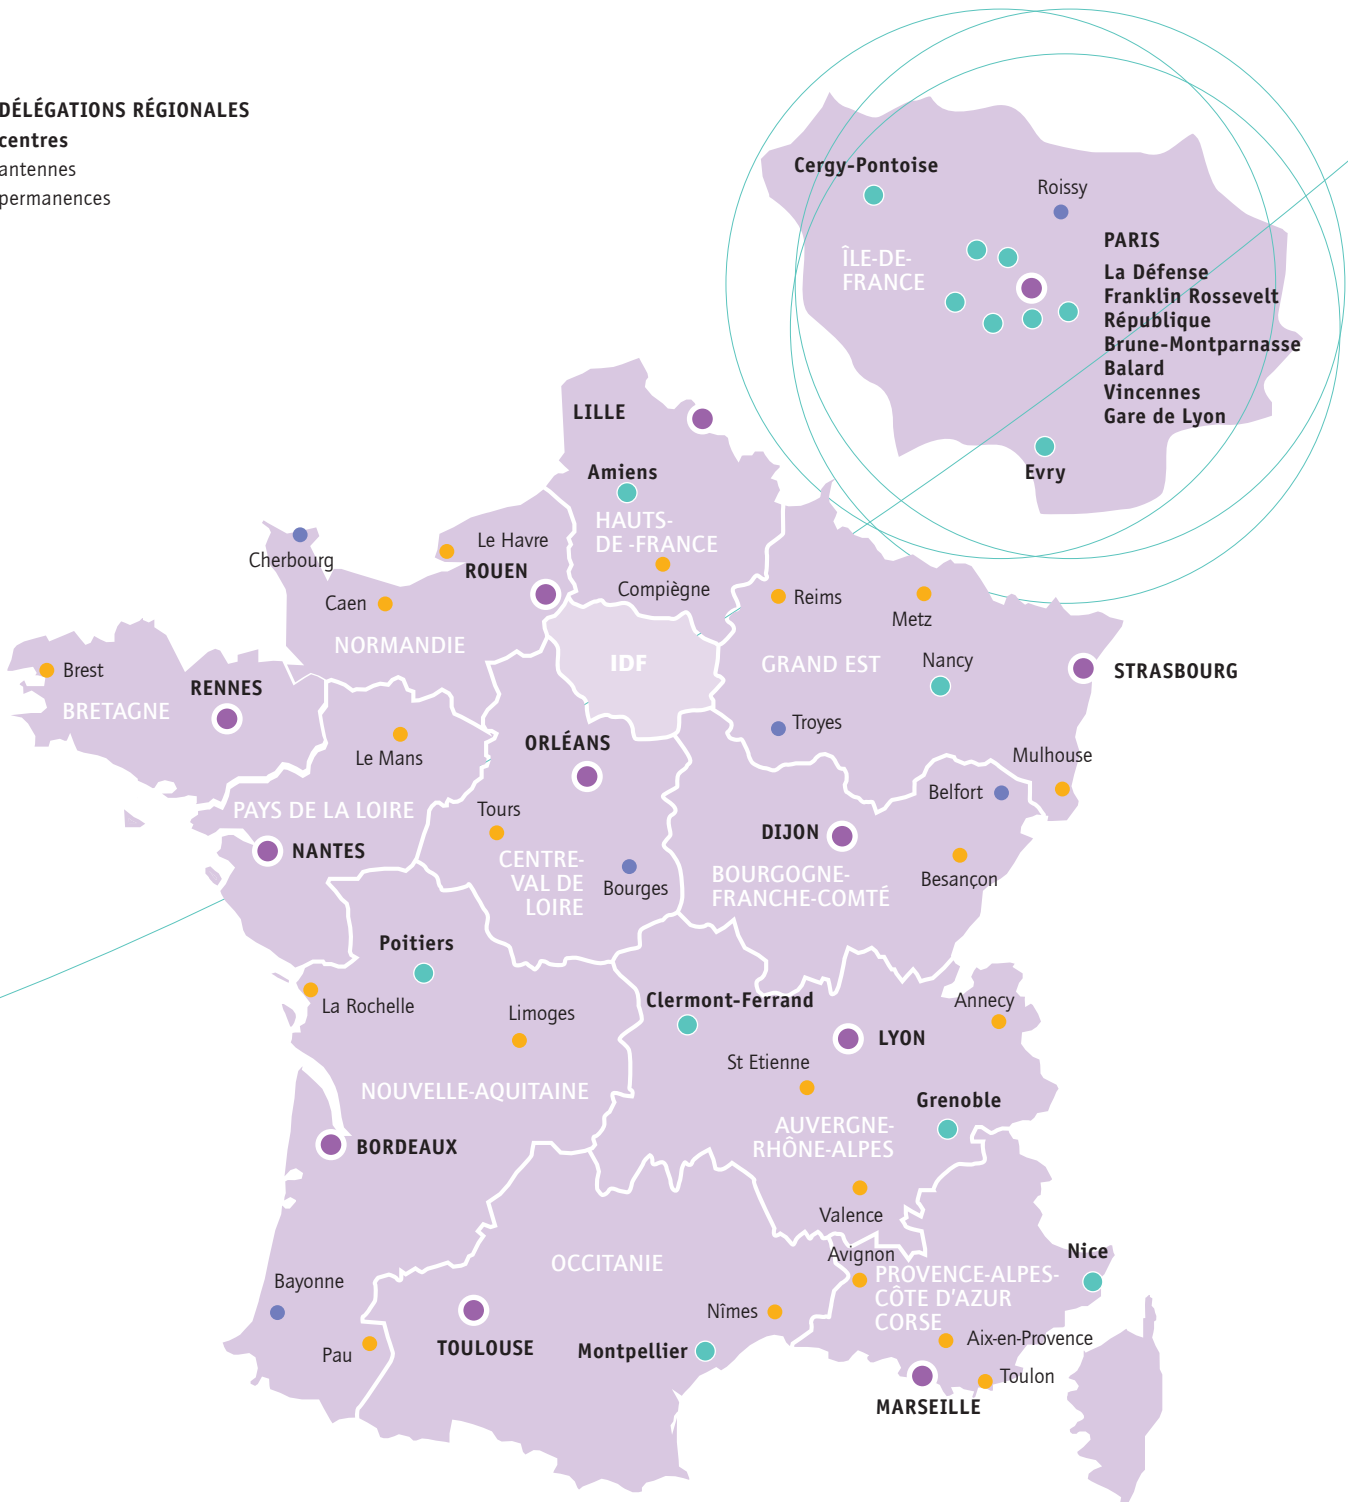 DÉLÉGATIONS RÉGIONALES
centres
antennes
permanences
Cergy-Pontoise
Roissy
ÎLE-DE-
FRANCE
PARIS
La Défense
Franklin Rossevelt
République
Brune-Montparnasse
Balard
Vincennes
Gare de Lyon
Evry
LILLE
Amiens
HAUTS-
DE -FRANCE
Compiègne
Cherbourg
Le Havre
ROUEN
Caen
NORMANDIE
IDF
Reims
Metz
Nancy
GRAND EST
STRASBOURG
Troyes
Mulhouse
Brest
RENNES
BRETAGNE
Le Mans
PAYS DE LA LOIRE
NANTES
ORLÉANS
Tours
CENTRE-
VAL DE
LOIRE
Bourges
Belfort
DIJON
BOURGOGNE-
FRANCHE-COMTÉ
Besançon
Poitiers
La Rochelle
Limoges
NOUVELLE-AQUITAINE
BORDEAUX
Bayonne
Pau
Clermont-Ferrand
Annecy
LYON
St Etienne
Grenoble
AUVERGNE-
RHÔNE-ALPES
Valence
OCCITANIE
TOULOUSE
Nîmes
Montpellier
Avignon
Nice
PROVENCE-ALPES-
CÔTE D'AZUR
CORSE
Aix-en-Provence
Toulon
MARSEILLE